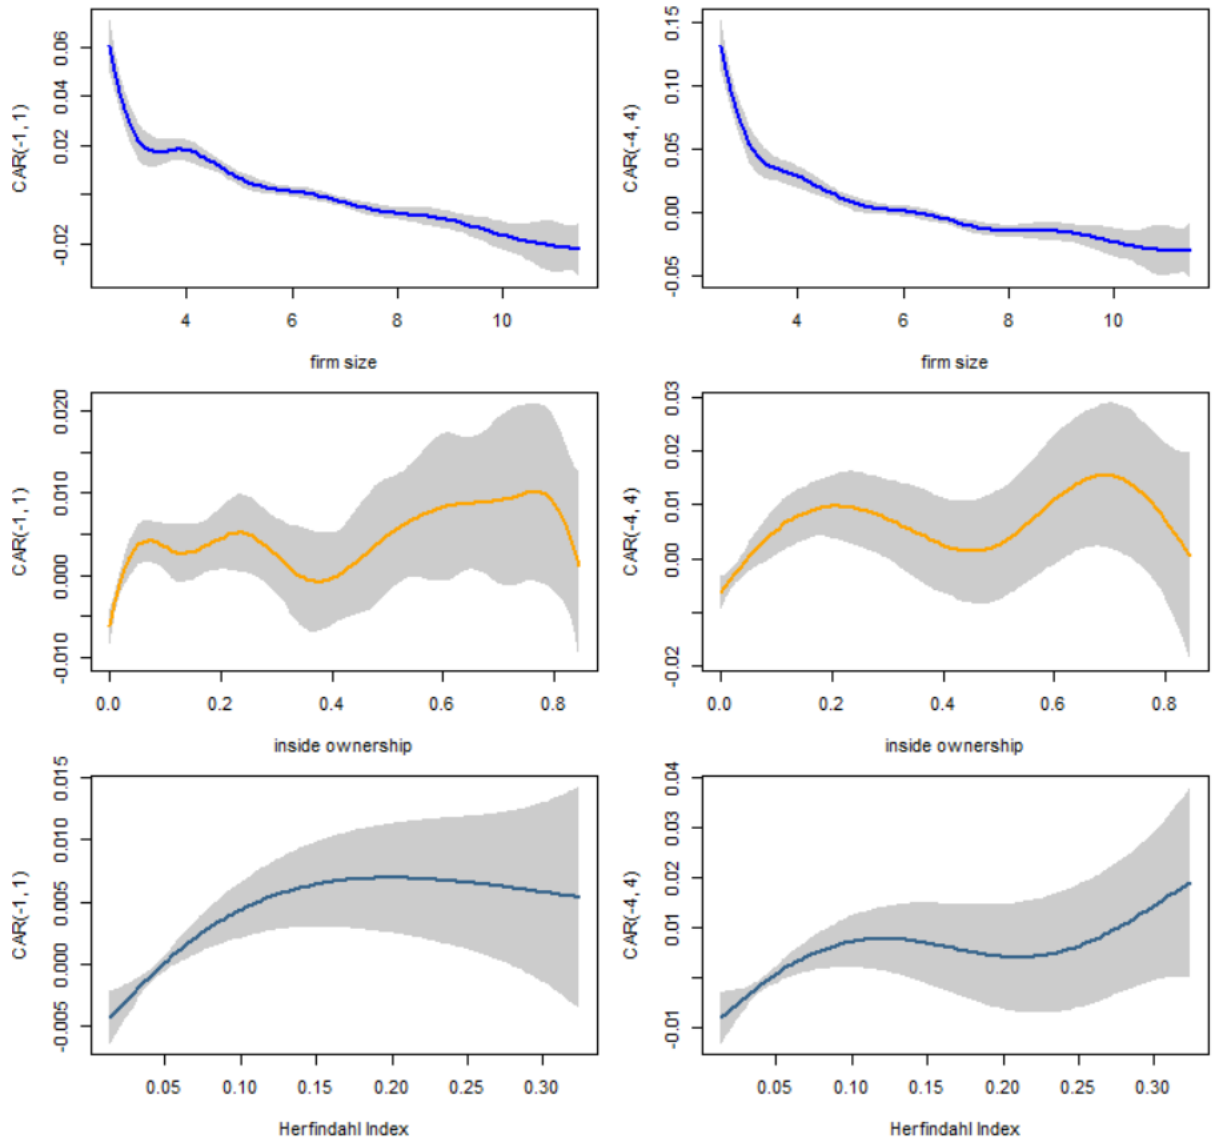 CAR(-1, 1)
0.06
0.04
0.02
-0.02
4 6 8 10
firm size
CAR(-4, 4)
0.15
0.10
0.05
0.00
-0.05
4 6 8 10
firm size
CAR(-1, 1)
0.020
0.010
0.000
-0.010
0.0 0.2 0.4 0.6 0.8
inside ownership
CAR(-4, 4)
0.03
0.02
0.01
0.00
-0.02
0.0 0.2 0.4 0.6 0.8
inside ownership
CAR(-1, 1)
0.015
0.010
0.005
0.000
-0.005
0.05 0.10 0.15 0.20 0.25 0.30
Herfindahl Index
CAR(-4, 4)
0.04
0.03
0.02
0.01
-0.01
0.05 0.10 0.15 0.20 0.25 0.30
Herfindahl Index